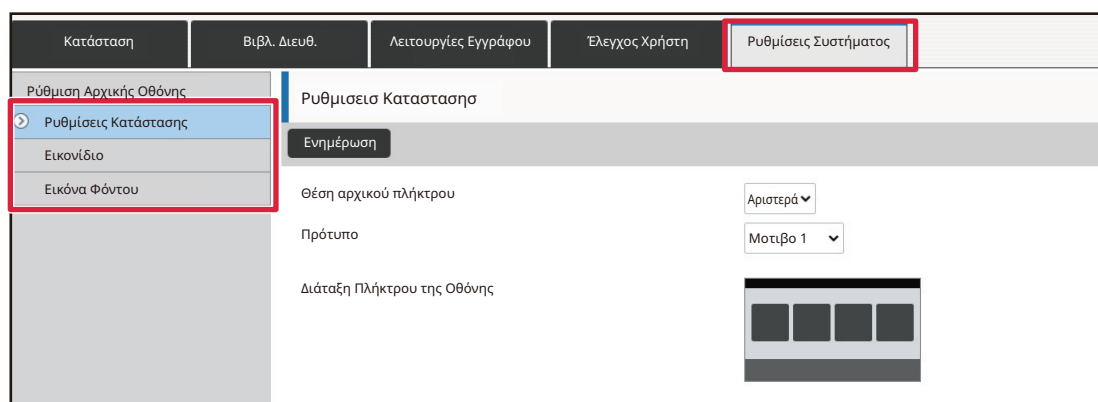 Κατάσταση
Βιβλ. Διευθ.
Λειτουργίες Εγγράφου
Έλεγχος Χρήστη
Ρυθμίσεις Συστήματος
Ρύθμιση Αρχικής Οθόνης
Ρυθμίσεις Κατάστασης
Εικονίδιο
Εικόνα Φόντου
Ρυθμισεισ Καταστασησ
Ενημέρωση
Θέση αρχικού πλήκτρου
Αριστερά
Πρότυπο
Μοτιβο 1
Διάταξη Πλήκτρου της Οθόνης